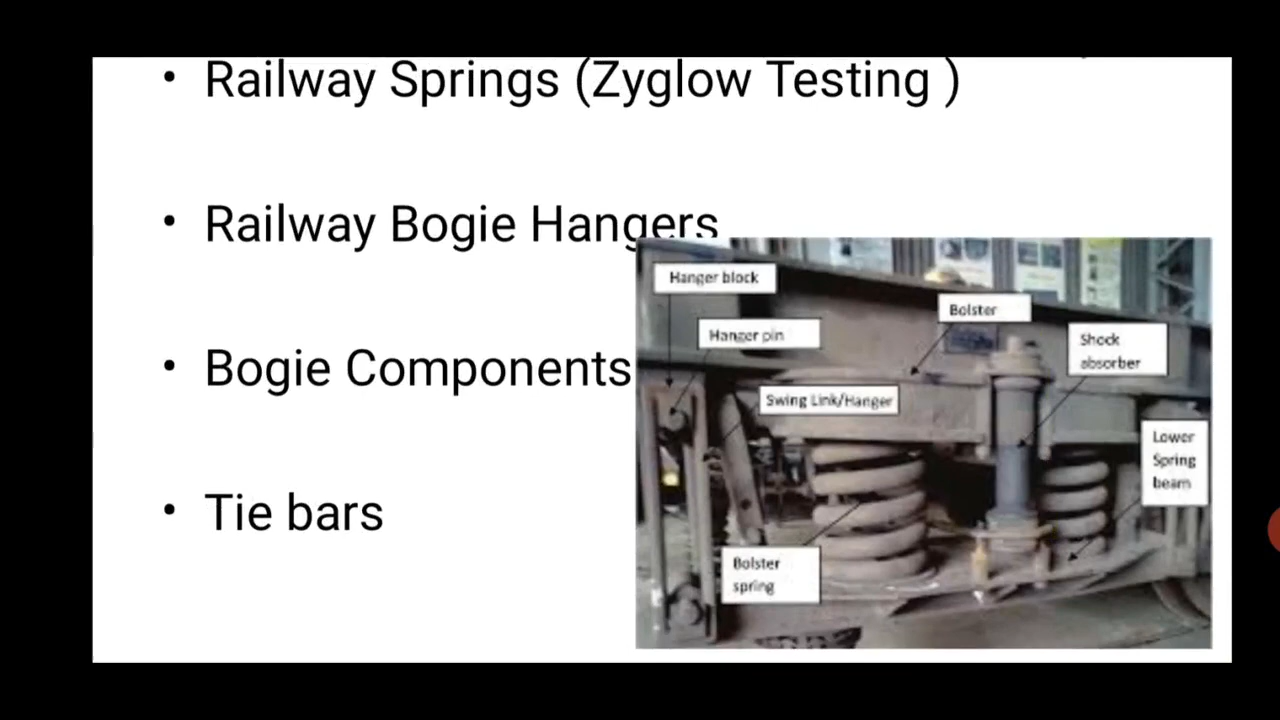 • Railway Springs (Zyglow Testing )
• Railway Bogie Hangers
• Bogie Components
• Tie bars
Hanger block
Hanger pin
Bolster
Shock
absorber
Swing Link/Hanger
Lower
Spring
beam
Bolster
spring